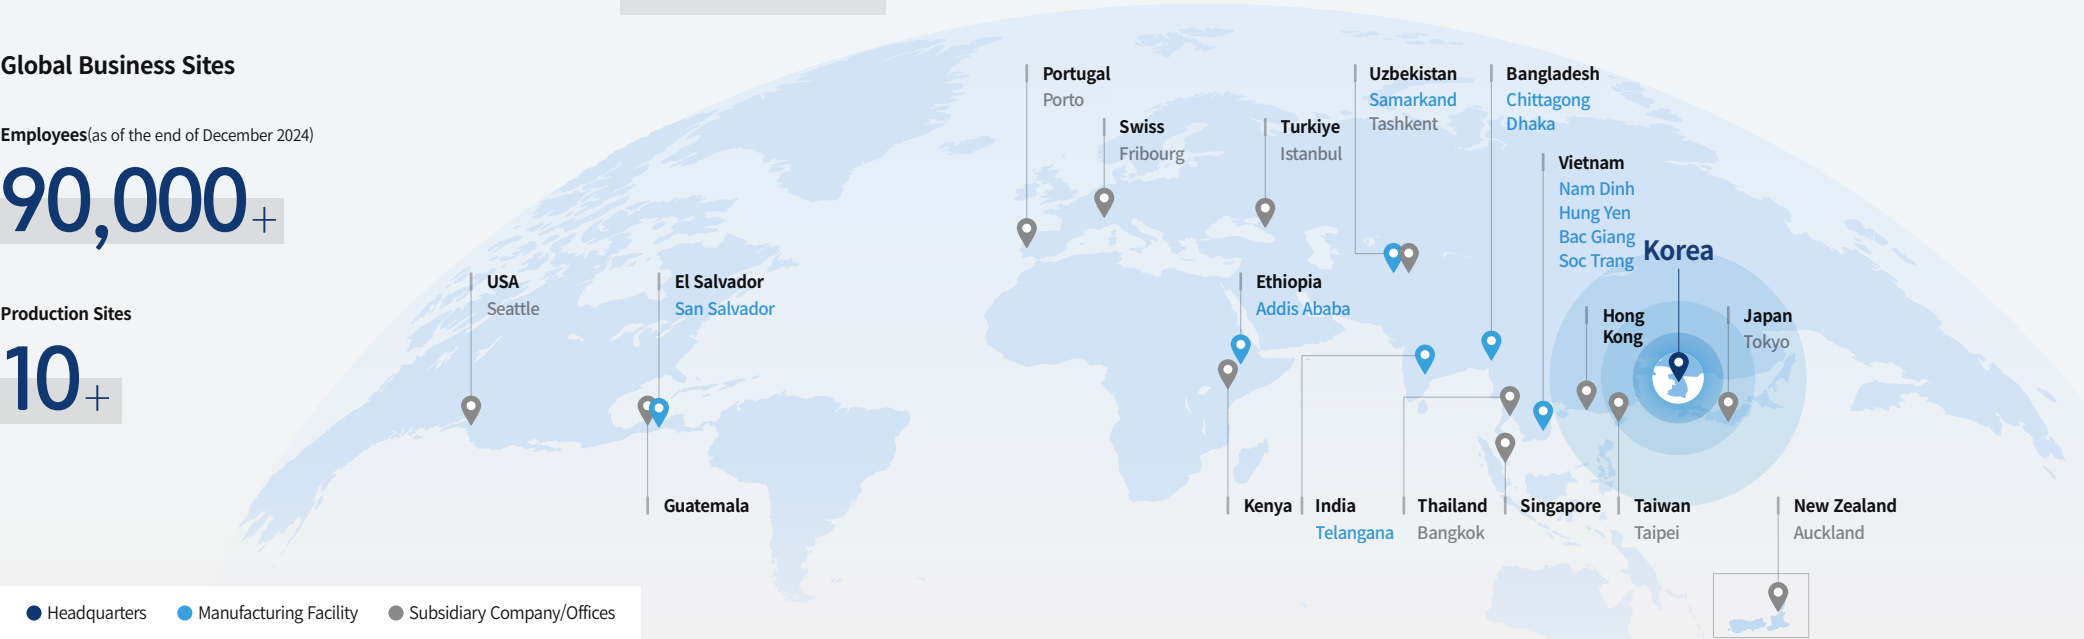 Global Business Sites
Employees(as of the end of December 2024)
90,000+
Production Sites
10+
USA
Seattle
El Salvador
San Salvador
Guatemala
Portugal
Porto
Swiss
Fribourg
Turkiye
Istanbul
Uzbekistan
Samarkand
Tashkent
Bangladesh
Chittagong
Dhaka
Vietnam
Nam Dinh
Hung Yen
Bac Giang
Soc Trang
Korea
Ethiopia
Addis Ababa
Hong
Kong
Japan
Tokyo
Kenya
India
Telangana
Thailand
Bangkok
Singapore
Taiwan
Taipei
New Zealand
Auckland
Headquarters
Manufacturing Facility
Subsidiary Company/Offices